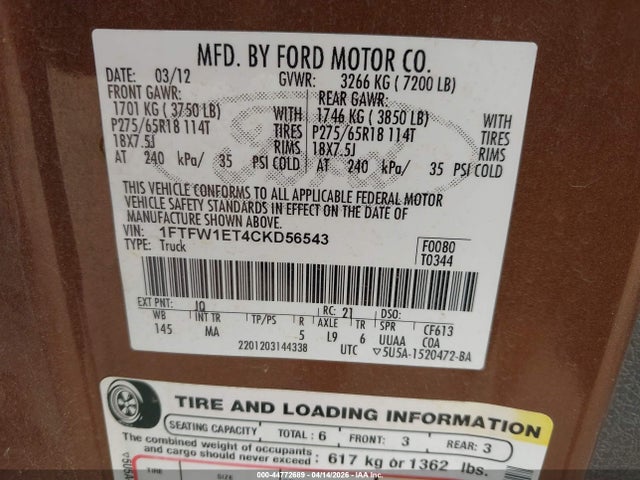 MFD. BY FORD MOTOR CO.
DATE: 03/12 GVWR: 3266 KG ( 7200 LB)
FRONT GAWR: REAR GAWR:
1701 KG ( 3750 LB) WITH 1746 KG ( 3850 LB) WITH
P275/65R18 114T TIRES P275/65R18 114T TIRES
18X7.5J RIMS 18X7.5J RIMS
AT 240 kPa/ 35 PSI COLD AT 240 kPa/ 35 PSI COLD
THIS VEHICLE CONFORMS TO ALL APPLICABLE FEDERAL MOTOR
VEHICLE SAFETY STANDARDS IN EFFECT ON THE DATE OF
MANUFACTURE SHOWN ABOVE.
VIN: 1FTFW1ET4CKD56543 F0080
TYPE: Truck T0344
EXT PNT: JQ RC: 21 DSO:
WB INT TR TP/PS R AXLE TR SPR CF613
145 MA 5 L9 6 UUAA COA
2201203144338 UTC 5U5A-1520472-BA
TIRE AND LOADING INFORMATION
SEATING CAPACITY TOTAL: 6 FRONT: 3 REAR: 3
The combined weight of occupants
and cargo should never exceed : 617 kg or 1362 lbs.
TIRE SIZE
000-44772689 - 04/14/2026 - IAA, Inc.